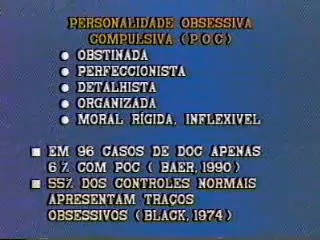 PERSONALIDADE OBSESSIVA
COMPULSIVA (POC)
● OBSTINADA
● PERFECCIONISTA
● DETALHISTA
● ORGANIZADA
● MORAL RÍGIDA, INFLEXIVEL
■ EM 96 CASOS DE DOC APENAS
6% COM POC ( BAER, 1990)
■ 55% DOS CONTROLES NORMAIS
APRESENTAM TRAÇOS
OBSESSIVOS ( BLACK, 1974)